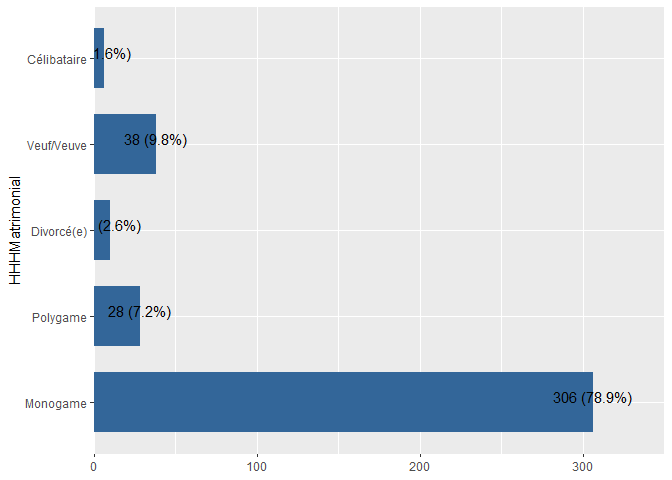 HHHMatrimonial
Célibataire
1.6%)
Veuf/Veuve
38 (9.8%)
Divorcé(e)
(2.6%)
Polygame
28 (7.2%)
Monogame
306 (78.9%)
0
100
200
300